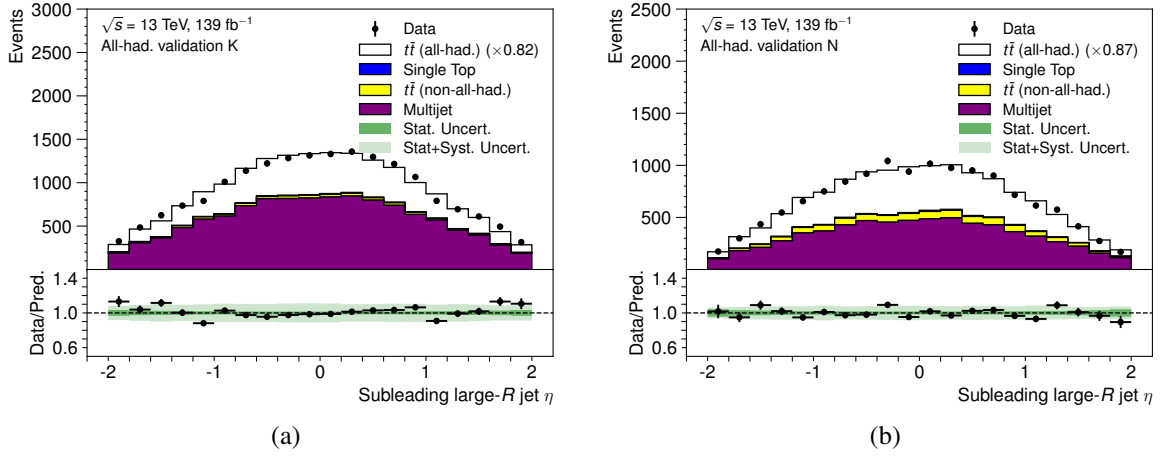 √s = 13 TeV, 139 fb⁻¹
All-had. validation K
Data
tt̄ (all-had.) (×0.82)
Single Top
tt̄ (non-all-had.)
Multijet
Stat. Uncert.
Stat+Syst. Uncert.
Events
3000
2500
2000
1500
1000
500
Data/Pred.
1.4
1.0
0.6
-2 -1 0 1 2
Subleading large-R jet η
(a)
√s = 13 TeV, 139 fb⁻¹
All-had. validation N
Data
tt̄ (all-had.) (×0.87)
Single Top
tt̄ (non-all-had.)
Multijet
Stat. Uncert.
Stat+Syst. Uncert.
Events
2500
2000
1500
1000
500
Data/Pred.
1.4
1.0
0.6
-2 -1 0 1 2
Subleading large-R jet η
(b)